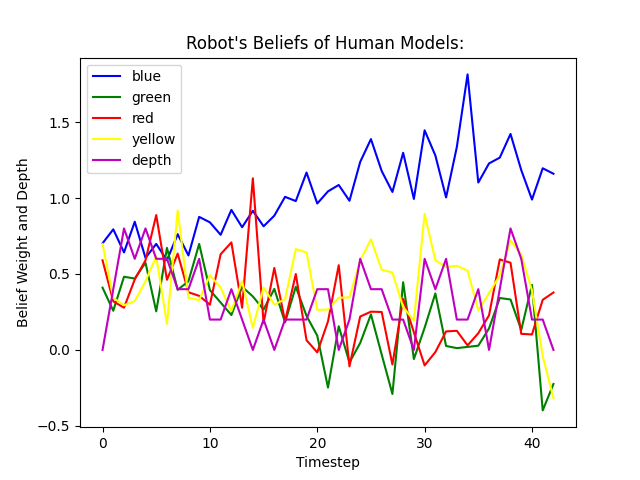 Robot's Beliefs of Human Models:
blue
green
red
yellow
depth
Belief Weight and Depth
1.5
1.0
0.5
0.0
−0.5
0 10 20 30 40
Timestep